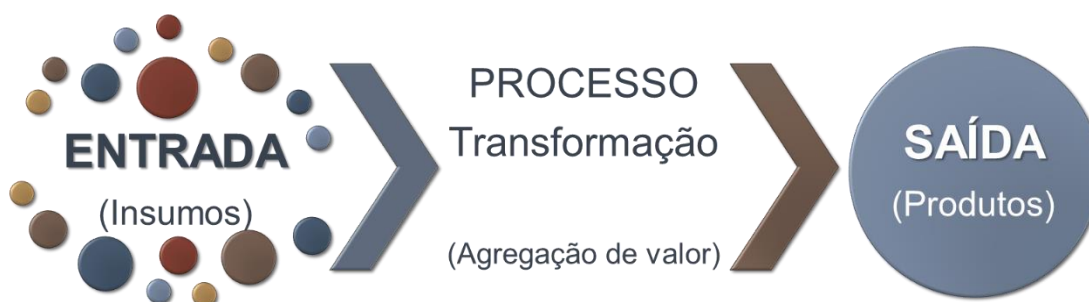 ENTRADA
(Insumos)
PROCESSO
Transformação
(Agregação de valor)
SAÍDA
(Produtos)